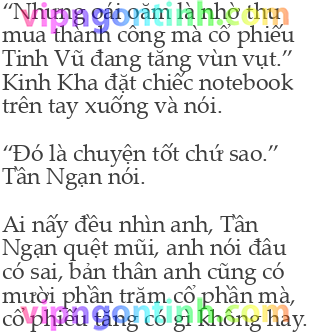 “Nhưng oái oăm là nhờ thu
mua thành công mà cổ phiếu
Tinh Vũ đang tăng vùn vụt.”
Kinh Kha đặt chiếc notebook
trên tay xuống và nói.
“Đó là chuyện tốt chứ sao.”
Tần Ngạn nói.
Ai nấy đều nhìn anh, Tần
Ngạn quệt mũi, anh nói đâu
có sai, bản thân anh cũng có
mười phần trăm cổ phần mà,
cổ phiếu tăng có gì không hay.
vipngontinh.com
vipngontinh.com